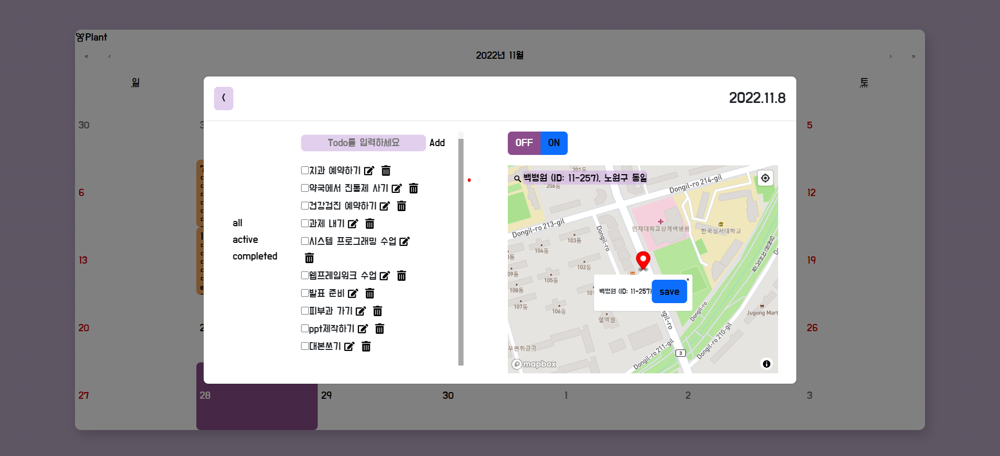 Plant
« ‹ 2022년 11월 › »
일 토
‹ 2022.11.8
30 3 5
Todo를 입력하세요 Add
OFF ON
치과 예약하기
약국에서 진통제 사기
건강검진 예약하기
과제 내기
시스템 프로그래밍 수업
웹프레임워크 수업
발표 준비
피부과 가기
ppt제작하기
대본쓰기
all
active
completed
201동
백병원 (ID: 11-257), 노원구 동일
206동
Dongil-ro 214-gil
Dongil-ro 213-gil
Dongil-ro
인제대학교상계백병원
한국성서대학교
103동
104동
102동
09동
105동
108동
107동
106동
백병원 (ID: 11-257) save ×
혈액원
Dongil-ro
Jugong Mart
ngil-ro
우편취급국
Dongil-ro 211-gil
Dongil-ro 210-gil
3
mapbox
6 7 12
13 1 19
20 2 26
27 28 29 30 1 2 3